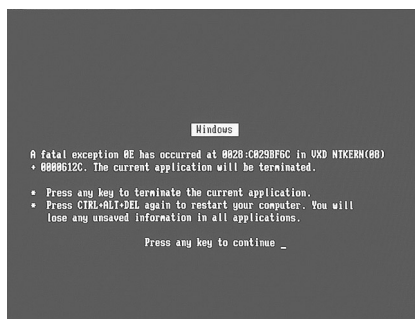 Windows
A fatal exception 0E has occurred at 0028:C029BF6C in VXD NTKERN(08)
+ 0000612C. The current application will be terminated.
* Press any key to terminate the current application.
* Press CTRL+ALT+DEL again to restart your computer. You will
lose any unsaved information in all applications.
Press any key to continue _